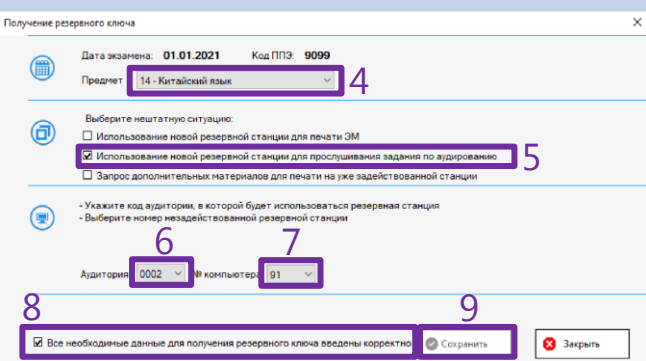 Получение резервного ключа
Дата экзамена: 01.01.2021 Код ППЭ: 9099
Предмет 14 - Китайский язык 4
Выберите нештатную ситуацию:
Использование новой резервной станции для печати ЭМ
Использование новой резервной станции для прослушивания задания по аудированию 5
Запрос дополнительных материалов для печати на уже задействованной станции
- Укажите код аудитории, в которой будет использоваться резервная станция
- Выберите номер незадействованной резервной станции
6 7
Аудитория 0002 № компьютера 91
8 9
Все необходимые данные для получения резервного ключа введены корректно Сохранить Закрыть